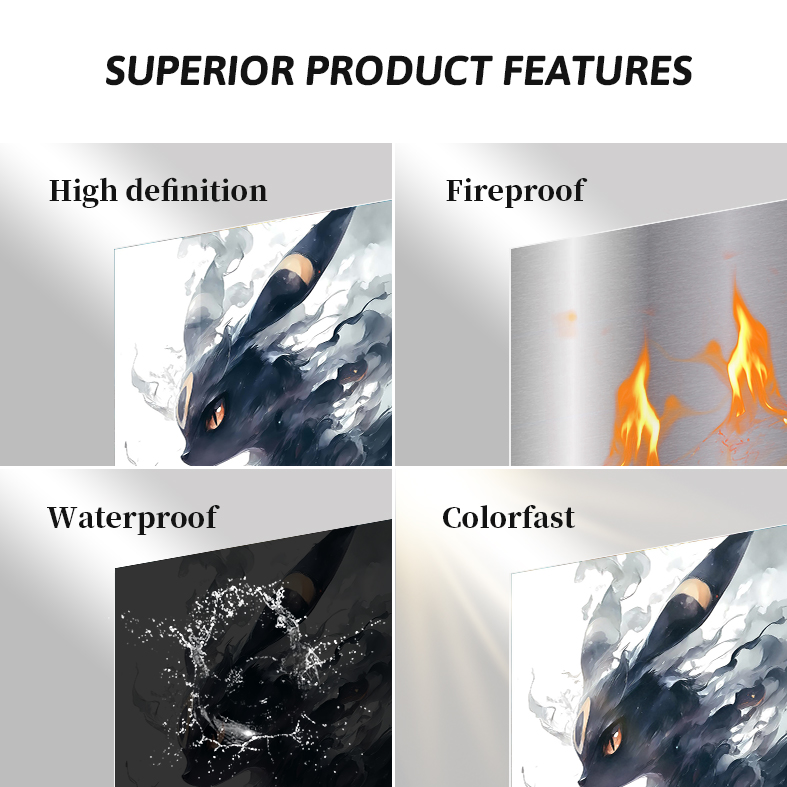 SUPERIOR PRODUCT FEATURES
High definition
Fireproof
Waterproof
Colorfast